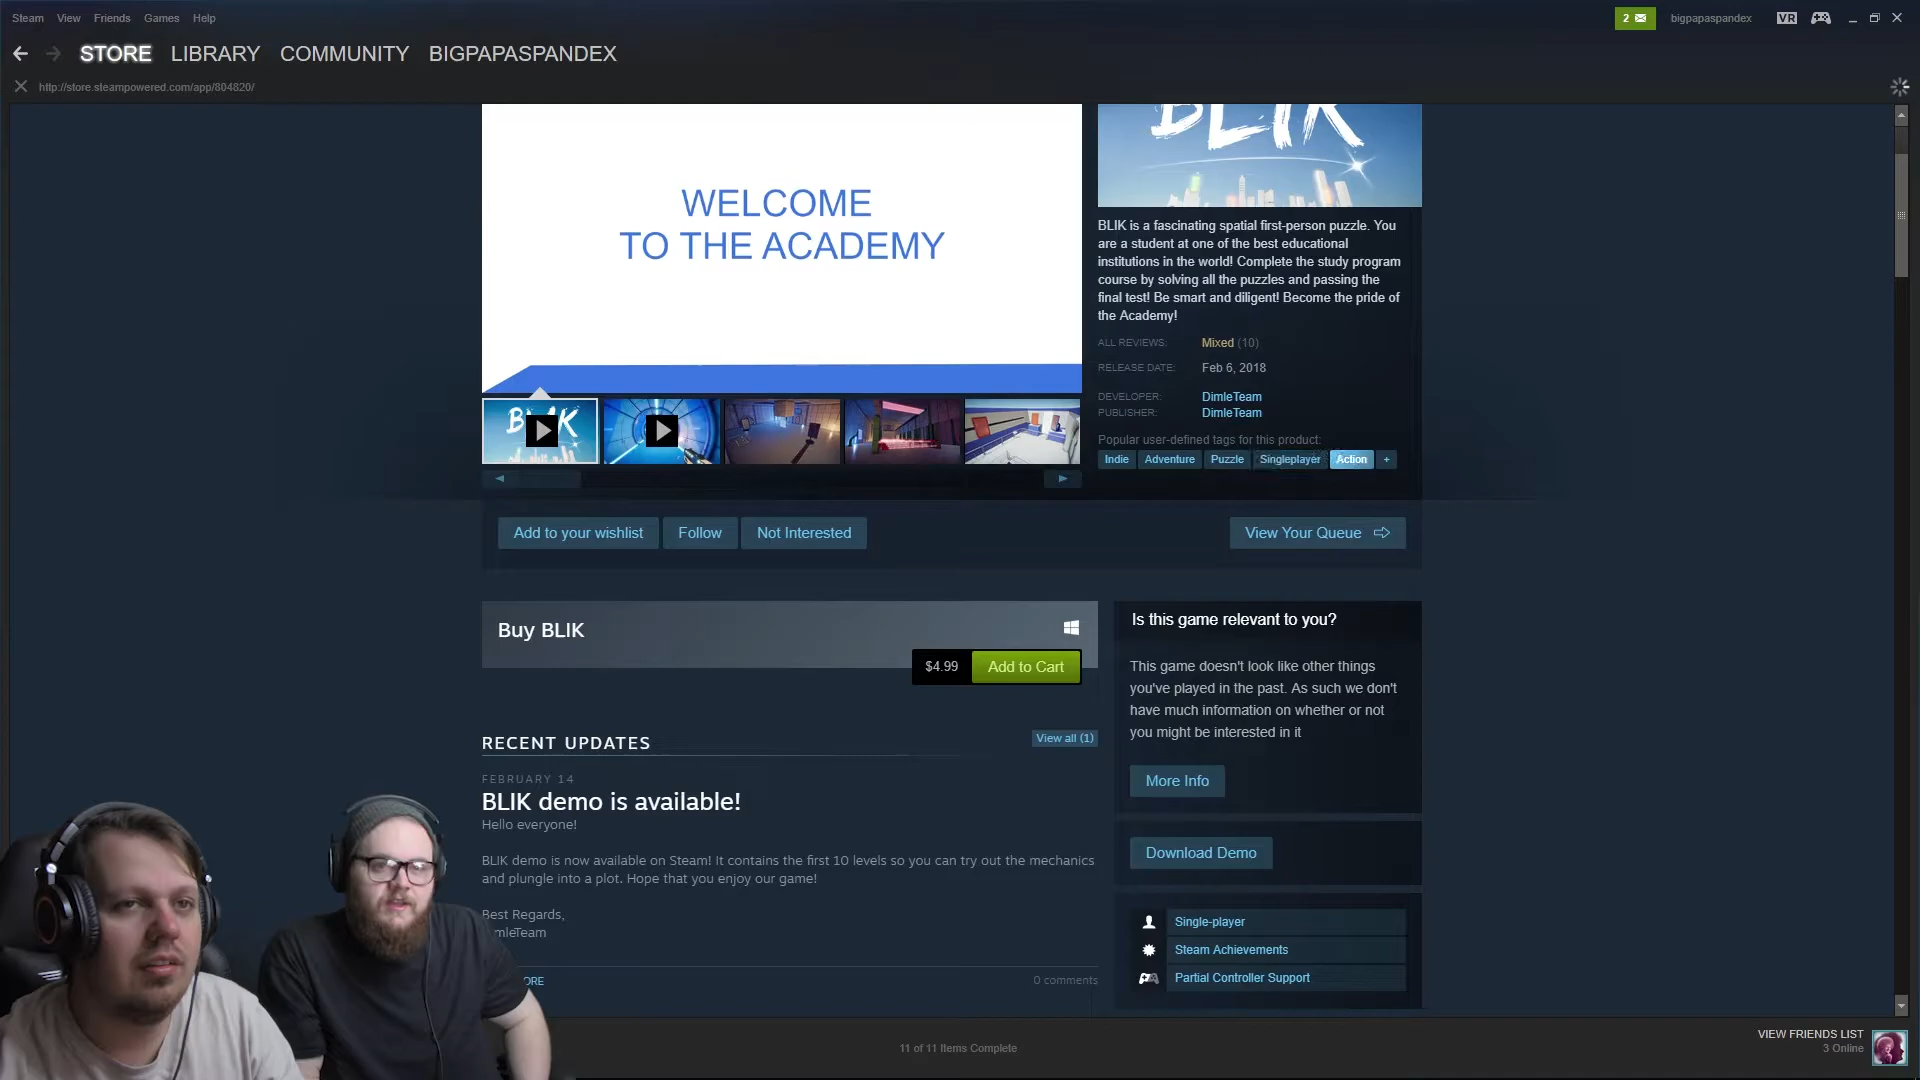 Steam View Friends Games Help
2
bigpapaspandex
VR
STORE LIBRARY COMMUNITY BIGPAPASPANDEX
http://store.steampowered.com/app/804820/
WELCOME
TO THE ACADEMY
BLIK
BLIK
BLIK is a fascinating spatial first-person puzzle. You
are a student at one of the best educational
institutions in the world! Complete the study program
course by solving all the puzzles and passing the
final test! Be smart and diligent! Become the pride of
the Academy!
ALL REVIEWS: Mixed (10)
RELEASE DATE: Feb 6, 2018
DEVELOPER: DimleTeam
PUBLISHER: DimleTeam
Popular user-defined tags for this product:
Indie Adventure Puzzle Singleplayer Action +
Add to your wishlist Follow Not Interested View Your Queue
Buy BLIK
$4.99 Add to Cart
Is this game relevant to you?
This game doesn't look like other things
you've played in the past. As such we don't
have much information on whether or not
you might be interested in it
More Info
RECENT UPDATES View all (1)
FEBRUARY 14
BLIK demo is available!
Hello everyone!
BLIK demo is now available on Steam! It contains the first 10 levels so you can try out the mechanics
and plungle into a plot. Hope that you enjoy our game!
Best Regards,
mleTeam
ORE 0 comments
Download Demo
Single-player
Steam Achievements
Partial Controller Support
11 of 11 Items Complete
VIEW FRIENDS LIST
3 Online